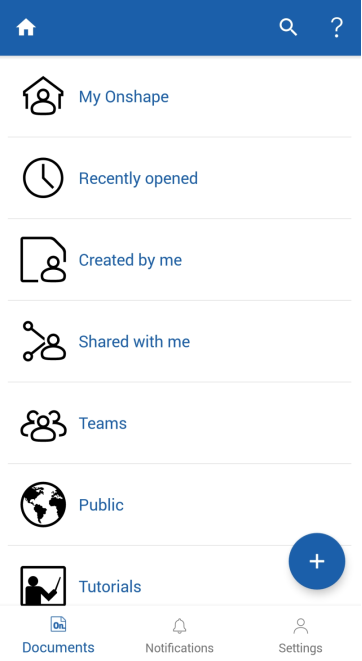 ?
My Onshape
Recently opened
Created by me
Shared with me
Teams
Public
+
Tutorials
On.
Documents
Notifications
Settings